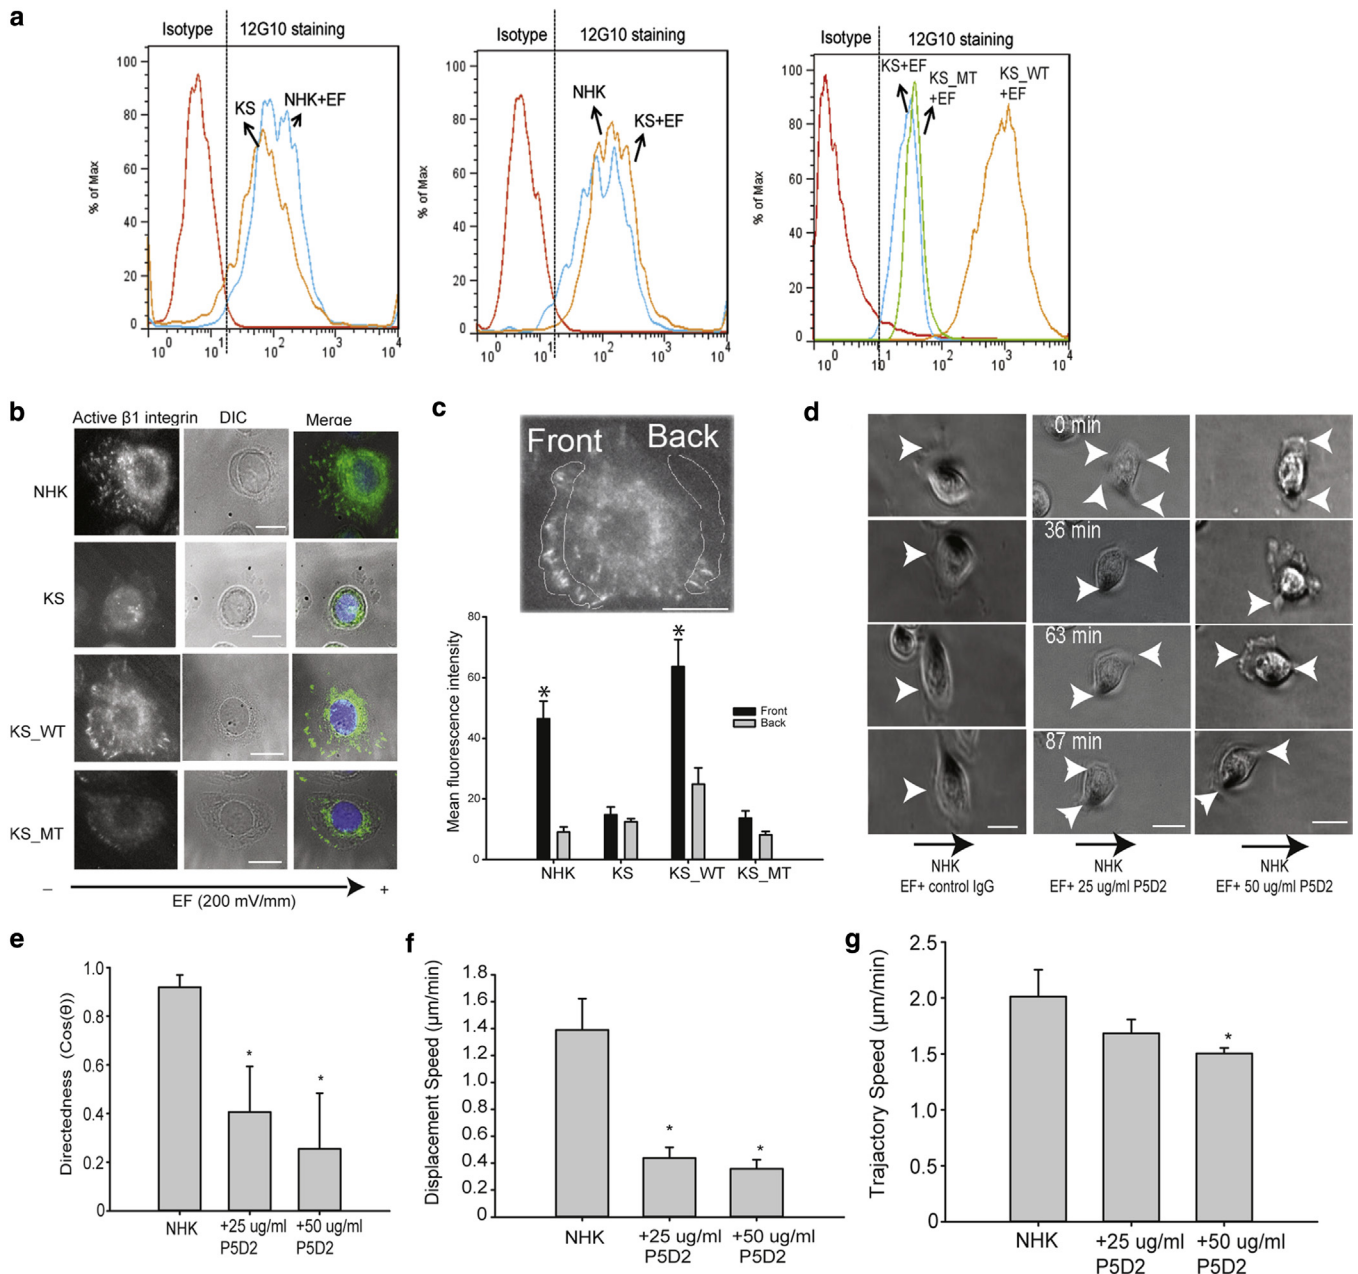 a
Isotype 12G10 staining
KS NHK+EF
% of Max
100
80
60
40
20
0
10^0 10^1 10^2 10^3 10^4
Isotype 12G10 staining
NHK KS+EF
% of Max
100
80
60
40
20
0
10^0 10^1 10^2 10^3 10^4
Isotype 12G10 staining
KS+EF KS_MT +EF KS_WT +EF
% of Max
100
80
60
40
20
0
10^0 10^1 10^2 10^3 10^4
b
Active β1 integrin DIC Merge
NHK
KS
KS_WT
KS_MT
− +
EF (200 mV/mm)
c
Front Back
Mean fluorescence intensity
80
60
40
20
0
* *
Front
Back
NHK KS KS_WT KS_MT
d
0 min
36 min
63 min
87 min
NHK
EF+ control IgG
NHK
EF+ 25 ug/ml P5D2
NHK
EF+ 50 ug/ml P5D2
e
Directedness (Cos(θ))
1.0
0.8
0.6
0.4
0.2
0
* *
NHK +25 ug/ml P5D2 +50 ug/ml P5D2
f
Displacement Speed (µm/min)
1.8
1.6
1.4
1.2
1.0
0.8
0.6
0.4
0.2
0
* *
NHK +25 ug/ml P5D2 +50 ug/ml P5D2
g
Trajactory Speed (µm/min)
2.5
2.0
1.5
1.0
0.5
0
*
NHK +25 ug/ml P5D2 +50 ug/ml P5D2